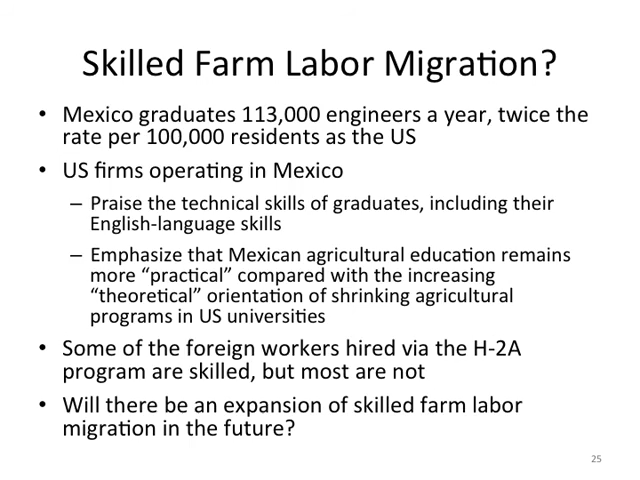 Skilled Farm Labor Migration?
• Mexico graduates 113,000 engineers a year, twice the
rate per 100,000 residents as the US
• US firms operating in Mexico
– Praise the technical skills of graduates, including their
English-language skills
– Emphasize that Mexican agricultural education remains
more “practical” compared with the increasing
“theoretical” orientation of shrinking agricultural
programs in US universities
• Some of the foreign workers hired via the H-2A
program are skilled, but most are not
• Will there be an expansion of skilled farm labor
migration in the future?
25